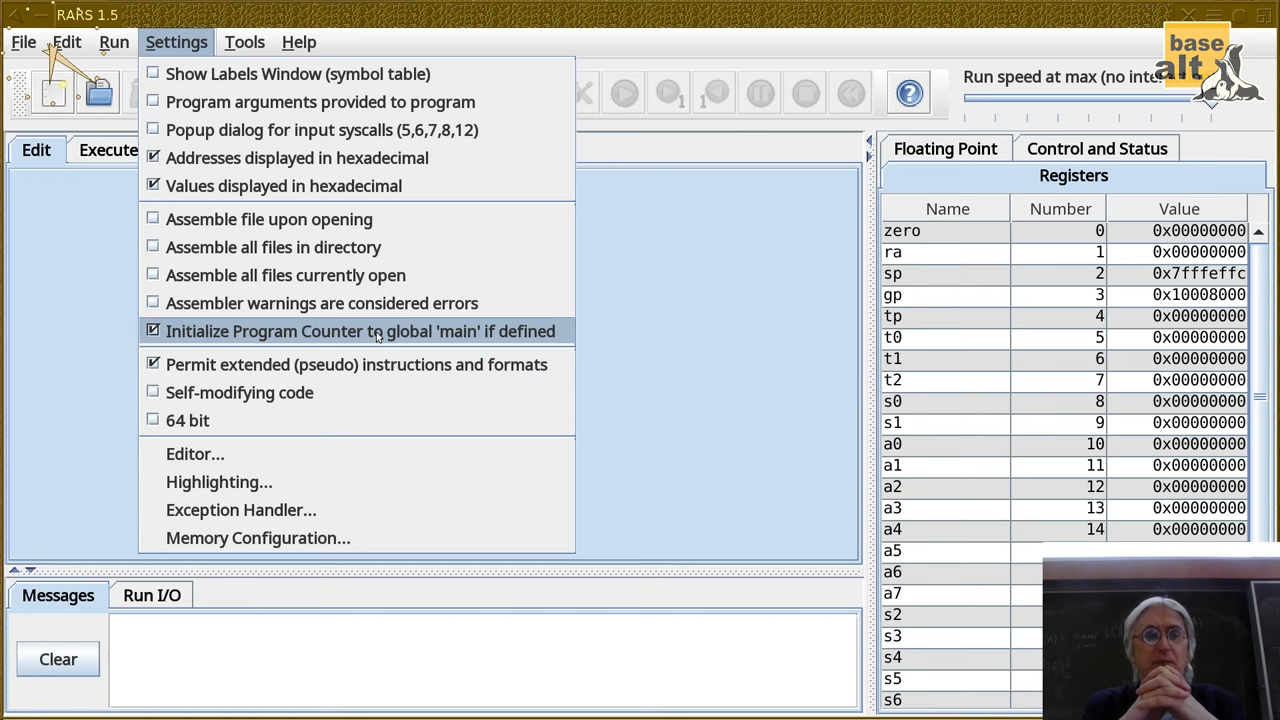 RARS 1.5
File Edit Run Settings Tools Help
base
alt
Run speed at max (no inte
Show Labels Window (symbol table)
Program arguments provided to program
Popup dialog for input syscalls (5,6,7,8,12)
Addresses displayed in hexadecimal
Values displayed in hexadecimal
Assemble file upon opening
Assemble all files in directory
Assemble all files currently open
Assembler warnings are considered errors
Initialize Program Counter to global 'main' if defined
Permit extended (pseudo) instructions and formats
Self-modifying code
64 bit
Editor...
Highlighting...
Exception Handler...
Memory Configuration...
1 1
Edit Execute
Floating Point Control and Status
Registers
Name Number Value
zero 0 0x00000000
ra 1 0x00000000
sp 2 0x7fffeffc
gp 3 0x10008000
tp 4 0x00000000
t0 5 0x00000000
t1 6 0x00000000
t2 7 0x00000000
s0 8 0x00000000
s1 9 0x00000000
a0 10 0x00000000
a1 11 0x00000000
a2 12 0x00000000
a3 13 0x00000000
a4 14 0x00000000
a5
a6
a7
s2
s3
s4
s5
s6
Messages Run I/O
Clear